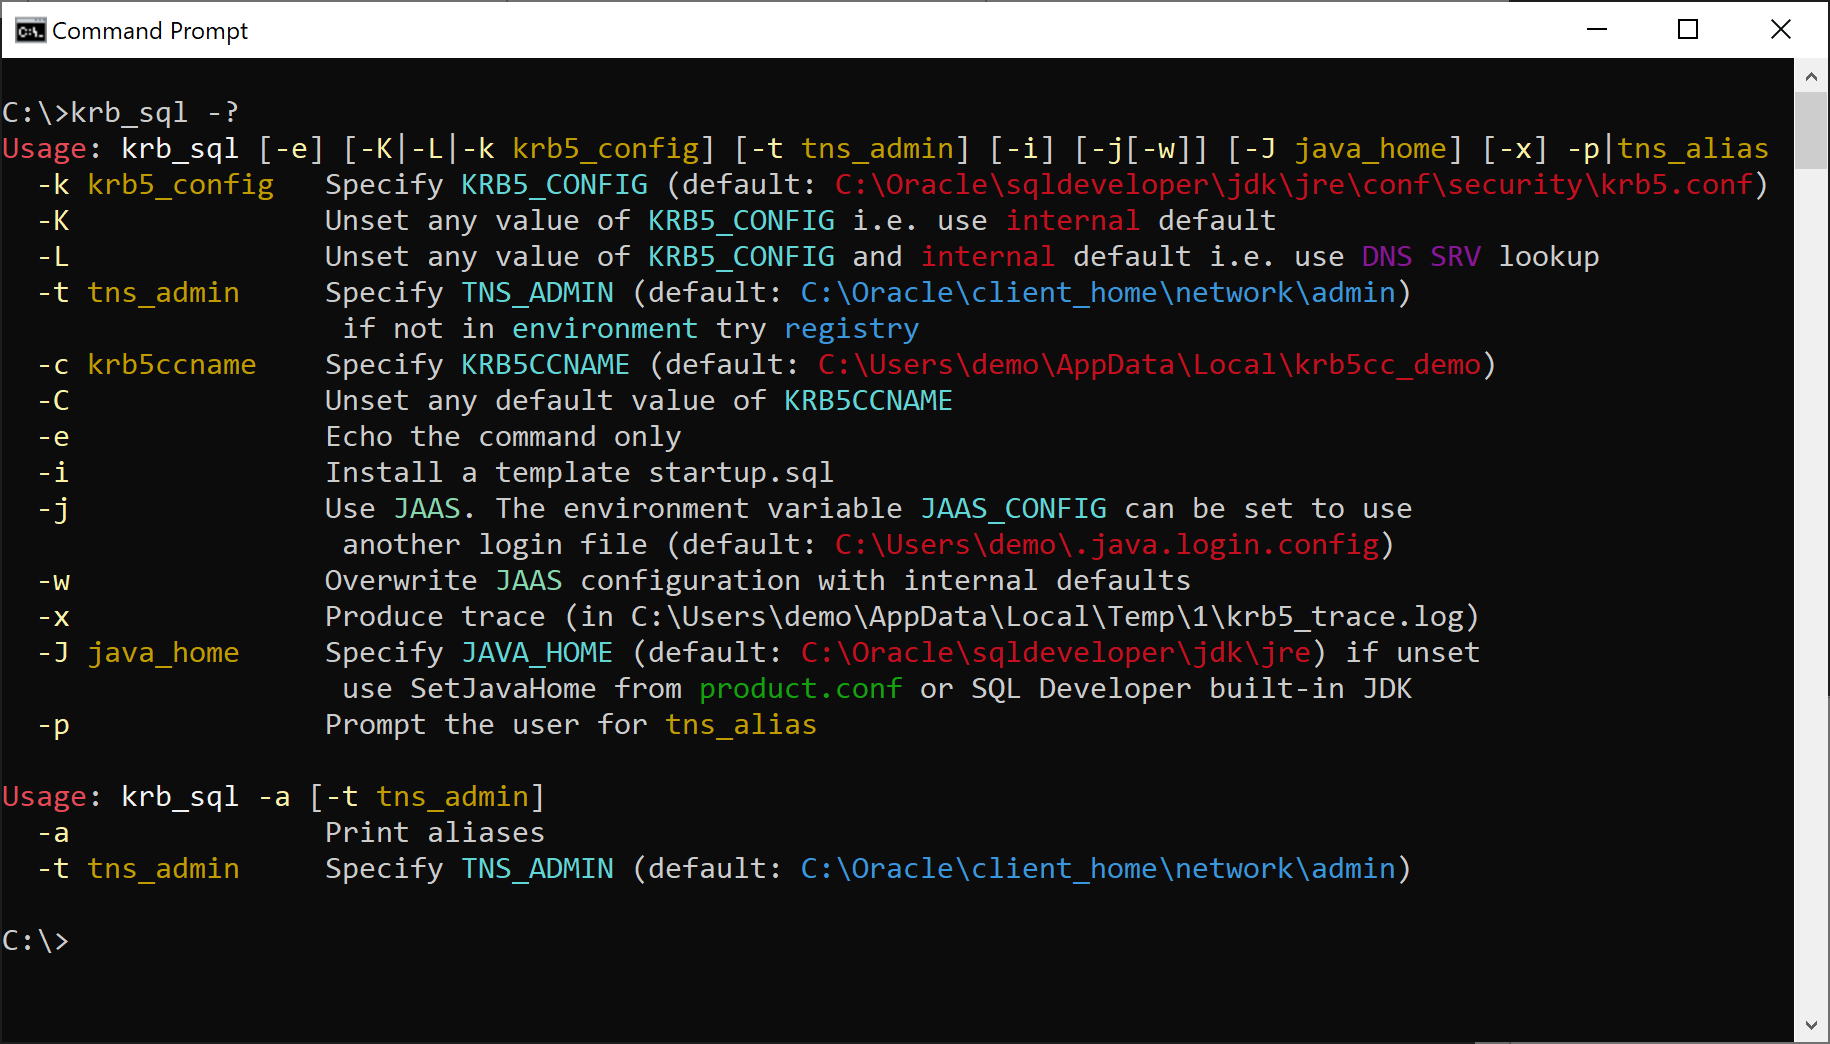 Command Prompt
C:\>krb_sql -?
Usage: krb_sql [-e] [-K|-L|-k krb5_config] [-t tns_admin] [-i] [-j[-w]] [-J java_home] [-x] -p|tns_alias
  -k krb5_config   Specify KRB5_CONFIG (default: C:\Oracle\sqldeveloper\jdk\jre\conf\security\krb5.conf)
  -K               Unset any value of KRB5_CONFIG i.e. use internal default
  -L               Unset any value of KRB5_CONFIG and internal default i.e. use DNS SRV lookup
  -t tns_admin     Specify TNS_ADMIN (default: C:\Oracle\client_home\network\admin)
                    if not in environment try registry
  -c krb5ccname    Specify KRB5CCNAME (default: C:\Users\demo\AppData\Local\krb5cc_demo)
  -C               Unset any default value of KRB5CCNAME
  -e               Echo the command only
  -i               Install a template startup.sql
  -j               Use JAAS. The environment variable JAAS_CONFIG can be set to use
                    another login file (default: C:\Users\demo\.java.login.config)
  -w               Overwrite JAAS configuration with internal defaults
  -x               Produce trace (in C:\Users\demo\AppData\Local\Temp\1\krb5_trace.log)
  -J java_home     Specify JAVA_HOME (default: C:\Oracle\sqldeveloper\jdk\jre) if unset
                    use SetJavaHome from product.conf or SQL Developer built-in JDK
  -p               Prompt the user for tns_alias
Usage: krb_sql -a [-t tns_admin]
  -a               Print aliases
  -t tns_admin     Specify TNS_ADMIN (default: C:\Oracle\client_home\network\admin)
C:\>